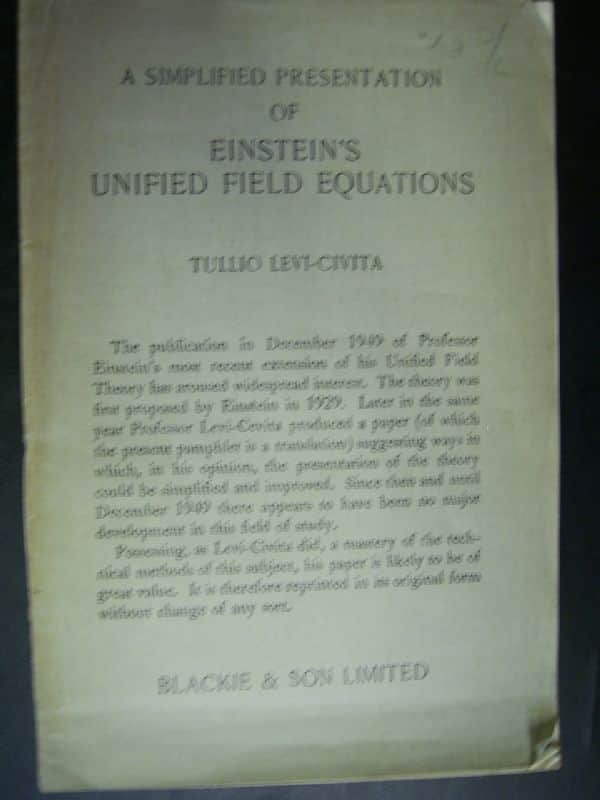 A SIMPLIFIED PRESENTATION
OF
EINSTEIN'S
UNIFIED FIELD EQUATIONS
TULLIO LEVI-CIVITA
The publication in December 1949 of Professor
Einstein's most recent extension of his Unified Field
Theory has aroused widespread interest. The theory was
first proposed by Einstein in 1929. Later in the same
year Professor Levi-Civita produced a paper (of which
the present pamphlet is a translation) suggesting ways in
which, in his opinion, the presentation of the theory
could be simplified and improved. Since then and until
December 1949 there appears to have been no major
development in this field of study.
Possessing, as Levi-Civita did, a mastery of the tech-
nical methods of this subject, his paper is likely to be of
great value. It is therefore reprinted in its original form
without change of any sort.
BLACKIE & SON LIMITED